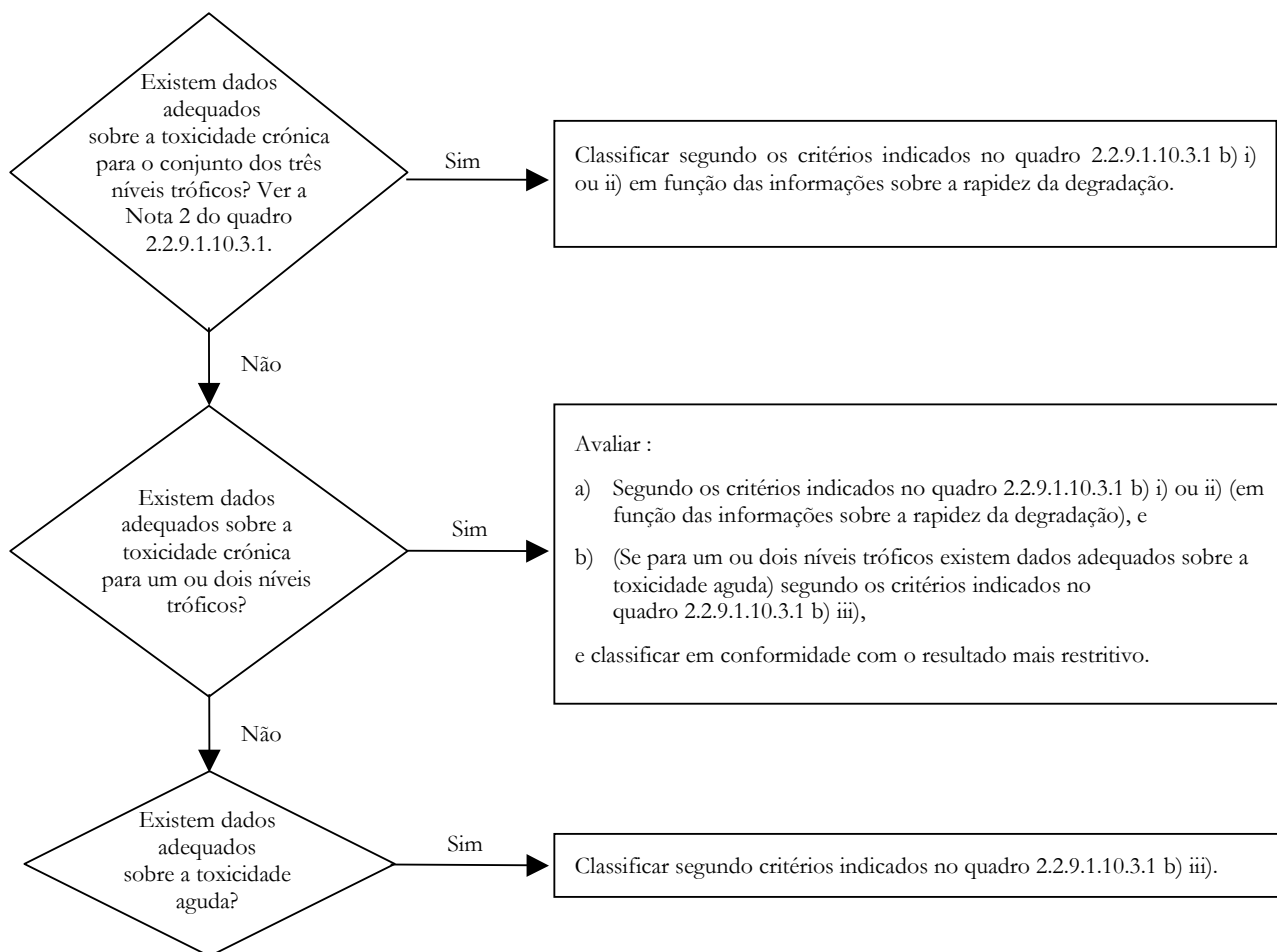 Existem dados
adequados
sobre a toxicidade crónica
para o conjunto dos três
níveis tróficos? Ver a
Nota 2 do quadro
2.2.9.1.10.3.1.
Sim
Classificar segundo os critérios indicados no quadro 2.2.9.1.10.3.1 b) i)
ou ii) em função das informações sobre a rapidez da degradação.
Não
Existem dados
adequados sobre a
toxicidade crónica
para um ou dois níveis
tróficos?
Sim
Avaliar :
a) Segundo os critérios indicados no quadro 2.2.9.1.10.3.1 b) i) ou ii) (em
função das informações sobre a rapidez da degradação), e
b) (Se para um ou dois níveis tróficos existem dados adequados sobre a
toxicidade aguda) segundo os critérios indicados no
quadro 2.2.9.1.10.3.1 b) iii),
e classificar em conformidade com o resultado mais restritivo.
Não
Existem dados
adequados
sobre a toxicidade
aguda?
Sim
Classificar segundo critérios indicados no quadro 2.2.9.1.10.3.1 b) iii).